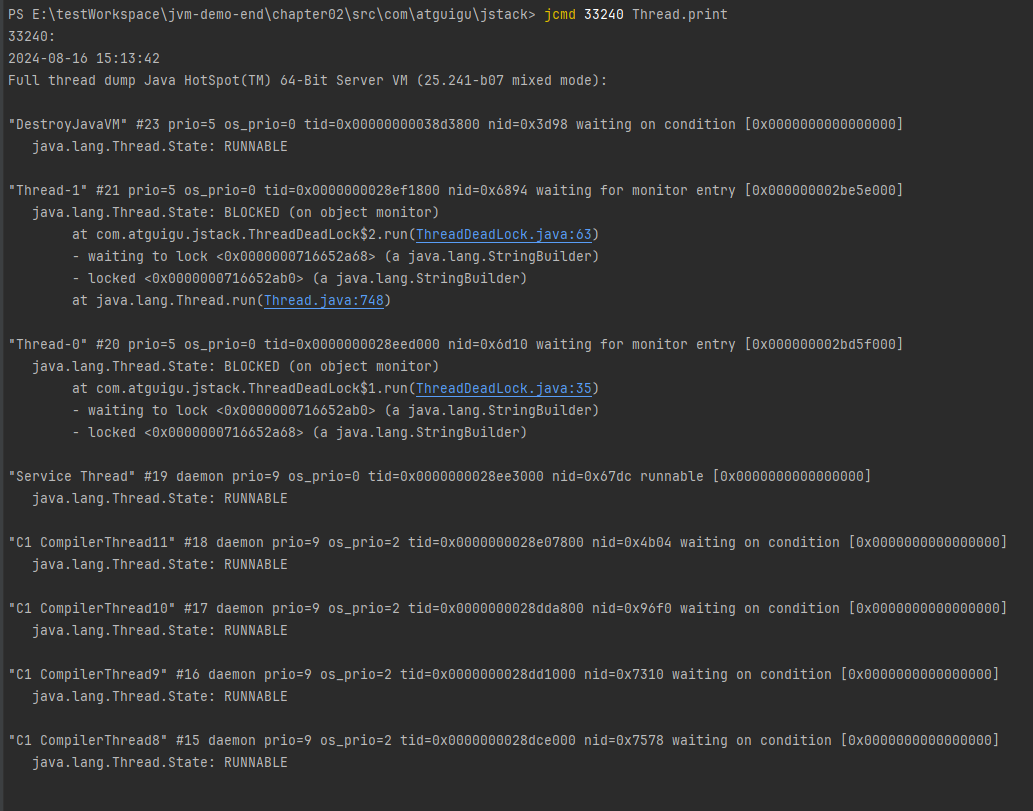 PS E:\testWorkspace\jvm-demo-end\chapter02\src\com\atguigu\jstack> jcmd 33240 Thread.print
33240:
2024-08-16 15:13:42
Full thread dump Java HotSpot(TM) 64-Bit Server VM (25.241-b07 mixed mode):

"DestroyJavaVM" #23 prio=5 os_prio=0 tid=0x00000000038d3800 nid=0x3d98 waiting on condition [0x0000000000000000]
   java.lang.Thread.State: RUNNABLE

"Thread-1" #21 prio=5 os_prio=0 tid=0x0000000028ef1800 nid=0x6894 waiting for monitor entry [0x000000002be5e000]
   java.lang.Thread.State: BLOCKED (on object monitor)
        at com.atguigu.jstack.ThreadDeadLock$2.run(ThreadDeadLock.java:63)
        - waiting to lock <0x0000000716652a68> (a java.lang.StringBuilder)
        - locked <0x0000000716652ab0> (a java.lang.StringBuilder)
        at java.lang.Thread.run(Thread.java:748)

"Thread-0" #20 prio=5 os_prio=0 tid=0x0000000028eed000 nid=0x6d10 waiting for monitor entry [0x000000002bd5f000]
   java.lang.Thread.State: BLOCKED (on object monitor)
        at com.atguigu.jstack.ThreadDeadLock$1.run(ThreadDeadLock.java:35)
        - waiting to lock <0x0000000716652ab0> (a java.lang.StringBuilder)
        - locked <0x0000000716652a68> (a java.lang.StringBuilder)

"Service Thread" #19 daemon prio=9 os_prio=0 tid=0x0000000028ee3000 nid=0x67dc runnable [0x0000000000000000]
   java.lang.Thread.State: RUNNABLE

"C1 CompilerThread11" #18 daemon prio=9 os_prio=2 tid=0x0000000028e07800 nid=0x4b04 waiting on condition [0x0000000000000000]
   java.lang.Thread.State: RUNNABLE

"C1 CompilerThread10" #17 daemon prio=9 os_prio=2 tid=0x0000000028dda800 nid=0x96f0 waiting on condition [0x0000000000000000]
   java.lang.Thread.State: RUNNABLE

"C1 CompilerThread9" #16 daemon prio=9 os_prio=2 tid=0x0000000028dd1000 nid=0x7310 waiting on condition [0x0000000000000000]
   java.lang.Thread.State: RUNNABLE

"C1 CompilerThread8" #15 daemon prio=9 os_prio=2 tid=0x0000000028dce000 nid=0x7578 waiting on condition [0x0000000000000000]
   java.lang.Thread.State: RUNNABLE